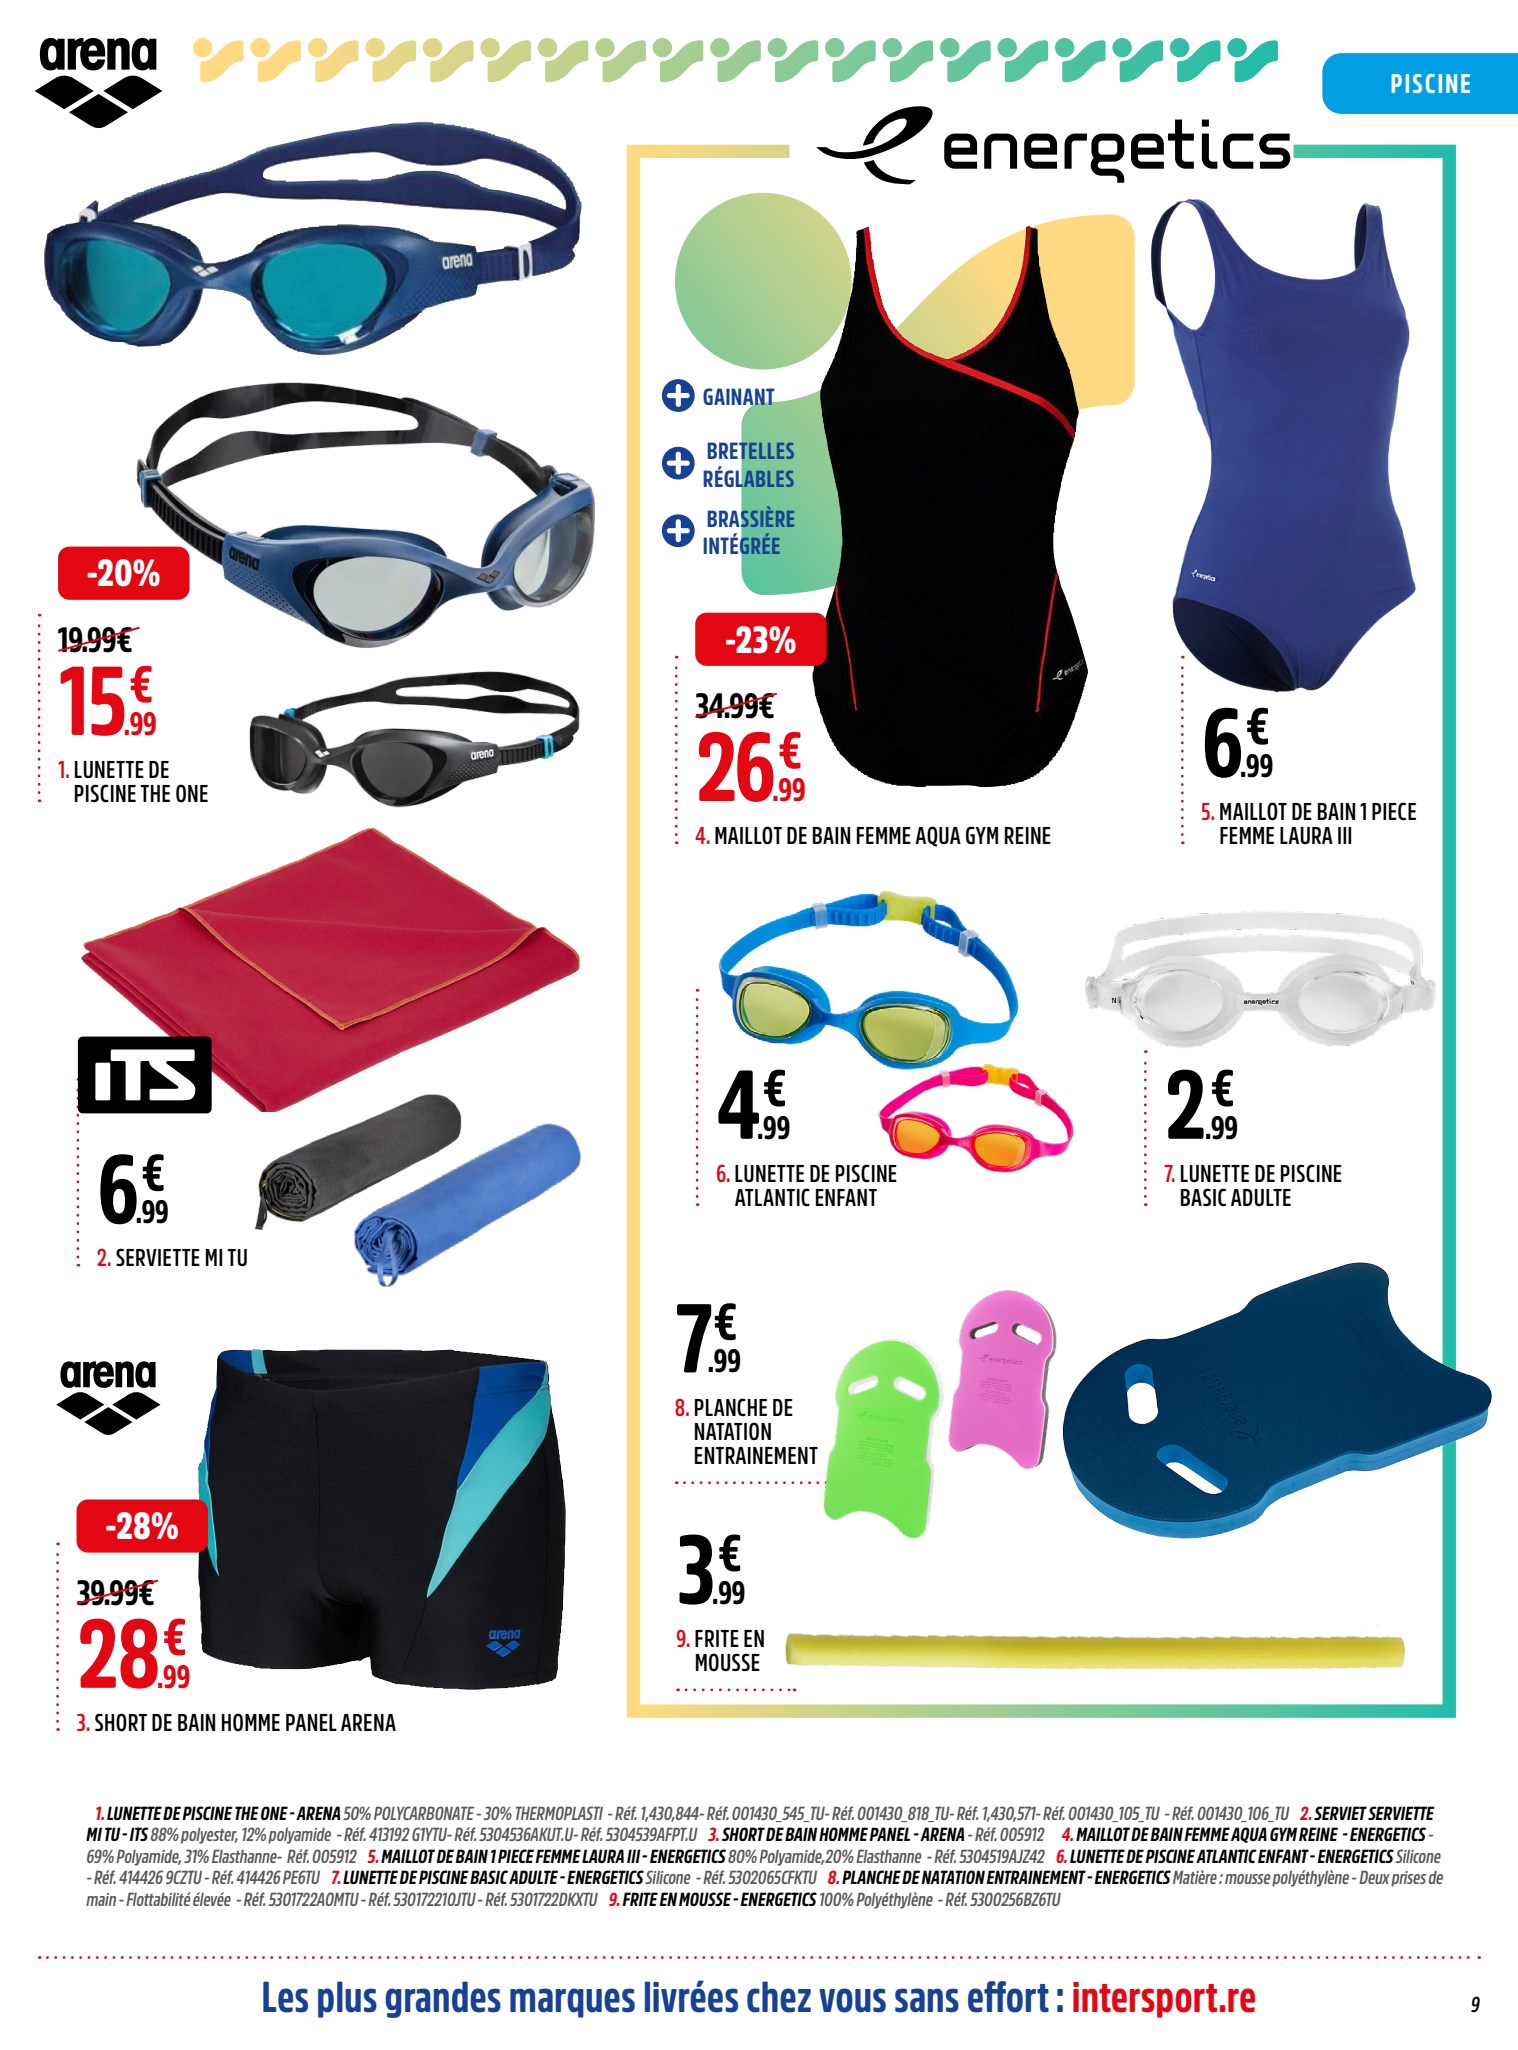 arena
PISCINE
energetics
arena
arena
-20%
19.99€
15€.99
1. LUNETTE DE
PISCINE THE ONE
arena
GAINANT
BRETELLES
RÉGLABLES
BRASSIÈRE
INTÉGRÉE
-23%
34.99€
26€.99
4. MAILLOT DE BAIN FEMME AQUA GYM REINE
energetics
6€.99
5. MAILLOT DE BAIN 1 PIECE
FEMME LAURA III
iTS
6€.99
2. SERVIETTE MI TU
4€.99
6. LUNETTE DE PISCINE
ATLANTIC ENFANT
energetics
2€.99
7. LUNETTE DE PISCINE
BASIC ADULTE
arena
-28%
39.99€
28€.99
arena
3. SHORT DE BAIN HOMME PANEL ARENA
7€.99
8. PLANCHE DE
NATATION
ENTRAINEMENT
energetics
energetics
energetics
3€.99
9. FRITE EN
MOUSSE
1. LUNETTE DE PISCINE THE ONE - ARENA 50% POLYCARBONATE - 30% THERMOPLASTI - Réf. 1,430,844- Réf. 001430_545_TU- Réf. 001430_818_TU- Réf. 1,430,571- Réf. 001430_105_TU - Réf. 001430_106_TU 2. SERVIET SERVIETTE
MI TU - ITS 88% polyester, 12% polyamide - Réf. 413192 G1YTU- Réf. 5304536AKUT.U- Réf. 5304539AFPT.U 3. SHORT DE BAIN HOMME PANEL - ARENA - Réf. 005912 4. MAILLOT DE BAIN FEMME AQUA GYM REINE - ENERGETICS -
69% Polyamide, 31% Elasthanne- Réf. 005912 5. MAILLOT DE BAIN 1 PIECE FEMME LAURA III - ENERGETICS 80% Polyamide,20% Elasthanne - Réf. 5304519AJZ42 6. LUNETTE DE PISCINE ATLANTIC ENFANT - ENERGETICS Silicone
- Réf. 414426 9CZTU - Réf. 414426 PE6TU 7. LUNETTE DE PISCINE BASIC ADULTE - ENERGETICS Silicone - Réf. 5302065CFKTU 8. PLANCHE DE NATATION ENTRAINEMENT - ENERGETICS Matière : mousse polyéthylène - Deux prises de
main - Flottabilité élevée - Réf. 5301722AOMTU - Réf. 53017221OJTU - Réf. 5301722DKXTU 9. FRITE EN MOUSSE - ENERGETICS 100% Polyéthylène - Réf. 5300256BZ6TU
Les plus grandes marques livrées chez vous sans effort : intersport.re
9